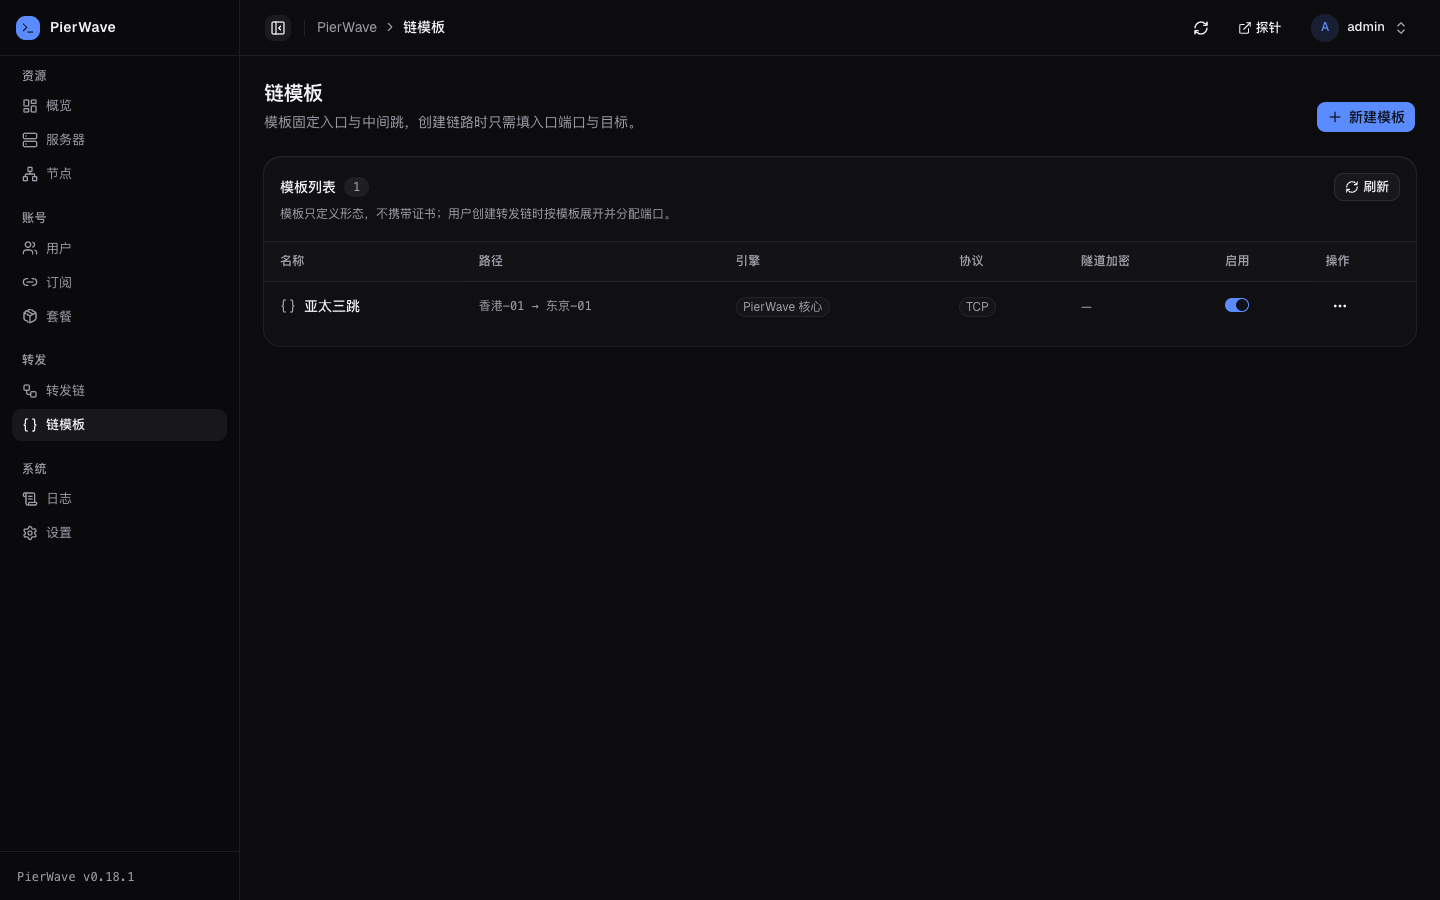 PierWave
资源
概览
服务器
节点
账号
用户
订阅
套餐
转发
转发链
链模板
系统
日志
设置
PierWave v0.18.1
PierWave > 链模板
探针
A admin
链模板
模板固定入口与中间跳，创建链路时只需填入口端口与目标。
+ 新建模板
模板列表 1
刷新
模板只定义形态，不携带证书；用户创建转发链时按模板展开并分配端口。
名称 路径 引擎 协议 隧道加密 启用 操作
{ } 亚太三跳 香港-01 → 东京-01 PierWave 核心 TCP — ···